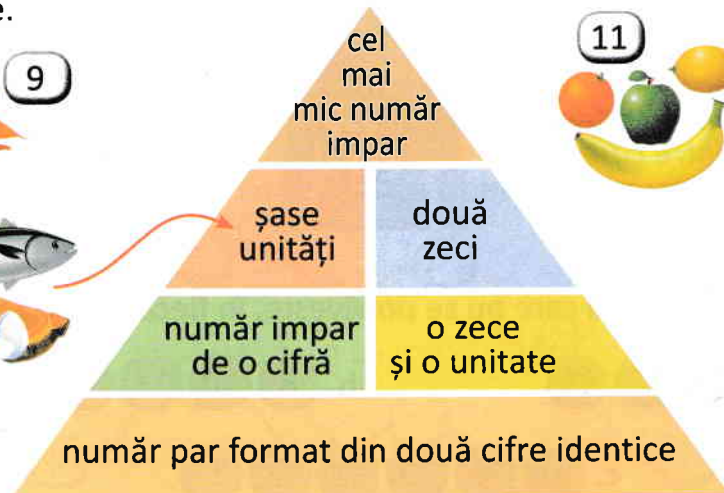 e.
9
11
cel
mai
mic număr
impar
șase
unități
două
zeci
număr impar
de o cifră
o zece
și o unitate
număr par format din două cifre identice